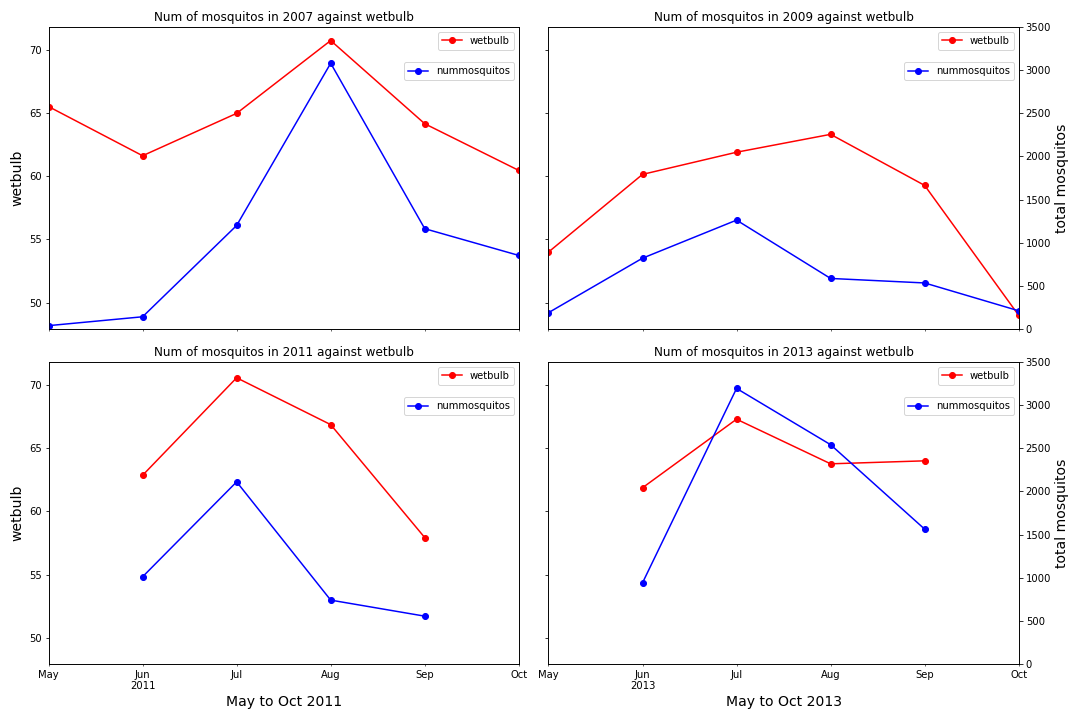 Num of mosquitos in 2007 against wetbulb
wetbulb
nummosquitos
70
65
60
55
50
wetbulb
Num of mosquitos in 2009 against wetbulb
wetbulb
nummosquitos
3500
3000
2500
2000
1500
1000
500
0
total mosquitos
Num of mosquitos in 2011 against wetbulb
wetbulb
nummosquitos
70
65
60
55
50
wetbulb
May Jun Jul Aug Sep Oct
2011
May to Oct 2011
Num of mosquitos in 2013 against wetbulb
wetbulb
nummosquitos
3500
3000
2500
2000
1500
1000
500
0
total mosquitos
May Jun Jul Aug Sep Oct
2013
May to Oct 2013